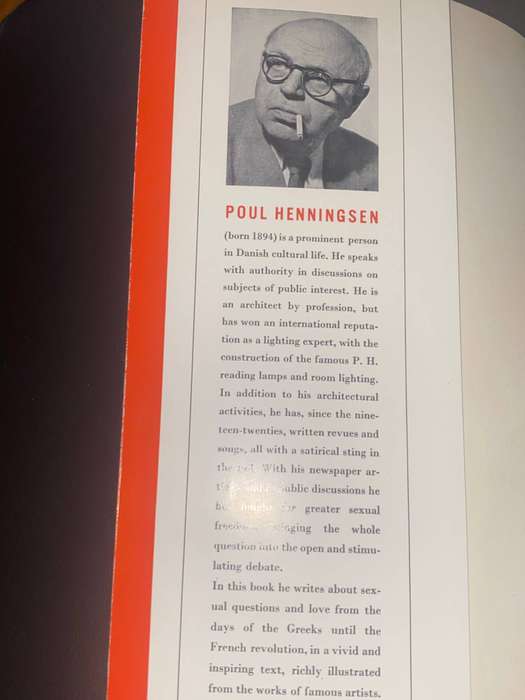 POUL HENNINGSEN
(born 1894) is a prominent person
in Danish cultural life. He speaks
with authority in discussions on
subjects of public interest. He is
an architect by profession, but
has won an international reputa-
tion as a lighting expert, with the
construction of the famous P. H.
reading lamps and room lighting.
In addition to his architectural
activities, he has, since the nine-
teen-twenties, written revues and
songs, all with a satirical sting in
the With his newspaper ar-
public discussions he
greater sexual
the whole
question into the open and stimu-
lating debate.
In this book he writes about sex-
ual questions and love from the
days of the Greeks until the
French revolution, in a vivid and
inspiring text, richly illustrated
from the works of famous artists.